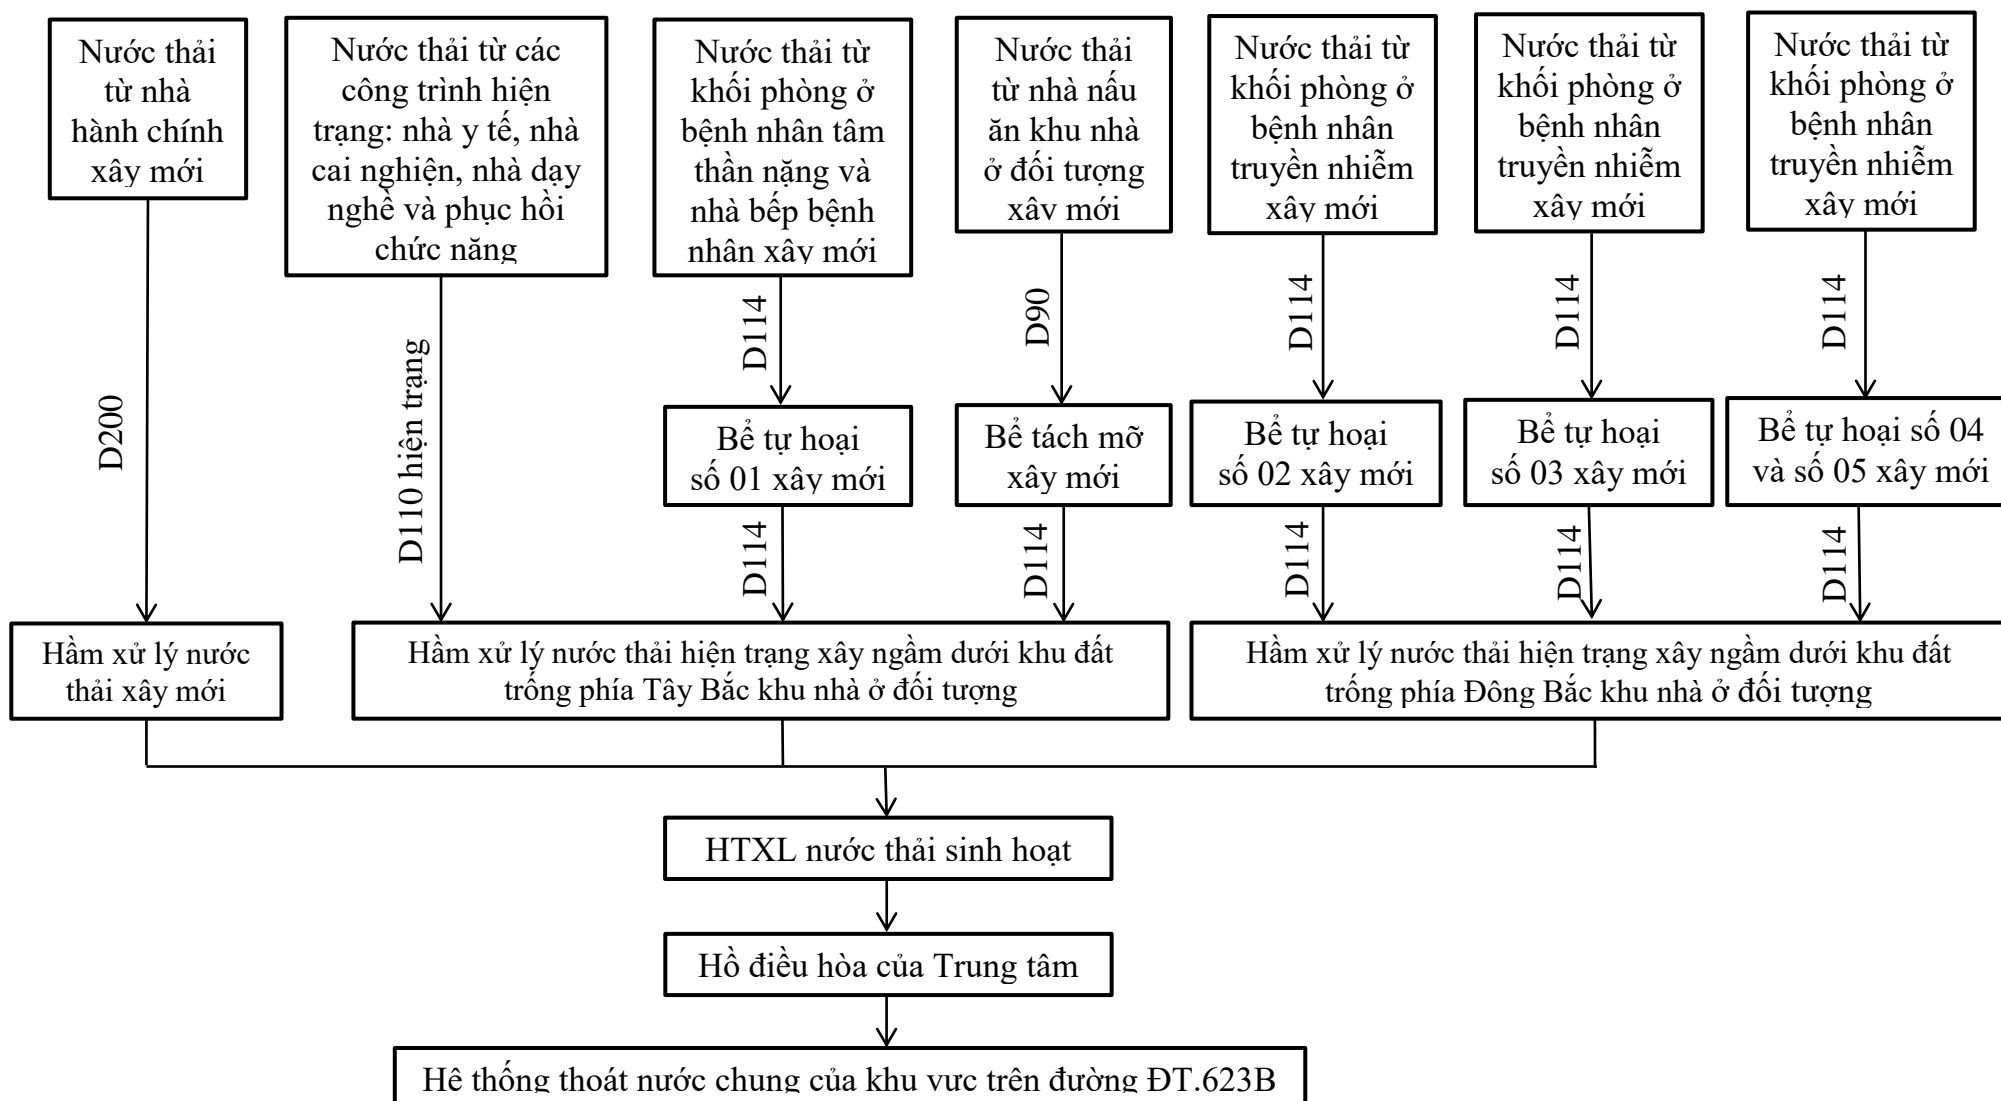 Nước thải
từ nhà
hành chính
xây mới
Nước thải từ các
công trình hiện
trạng: nhà y tế, nhà
cai nghiện, nhà dạy
nghề và phục hồi
chức năng
Nước thải từ
khối phòng ở
bệnh nhân tâm
thần nặng và
nhà bếp bệnh
nhân xây mới
Nước thải
từ nhà nấu
ăn khu nhà
ở đối tượng
xây mới
Nước thải từ
khối phòng ở
bệnh nhân
truyền nhiễm
xây mới
Nước thải từ
khối phòng ở
bệnh nhân
truyền nhiễm
xây mới
Nước thải từ
khối phòng ở
bệnh nhân
truyền nhiễm
xây mới
D200
D110 hiện trạng
D114
D90
D114
D114
D114
Bể tự hoại
số 01 xây mới
Bể tách mỡ
xây mới
Bể tự hoại
số 02 xây mới
Bể tự hoại
số 03 xây mới
Bể tự hoại số 04
và số 05 xây mới
D114
D114
D114
D114
D114
Hầm xử lý nước
thải xây mới
Hầm xử lý nước thải hiện trạng xây ngầm dưới khu đất
trống phía Tây Bắc khu nhà ở đối tượng
Hầm xử lý nước thải hiện trạng xây ngầm dưới khu đất
trống phía Đông Bắc khu nhà ở đối tượng
HTXL nước thải sinh hoạt
Hồ điều hòa của Trung tâm
Hệ thống thoát nước chung của khu vực trên đường ĐT.623B